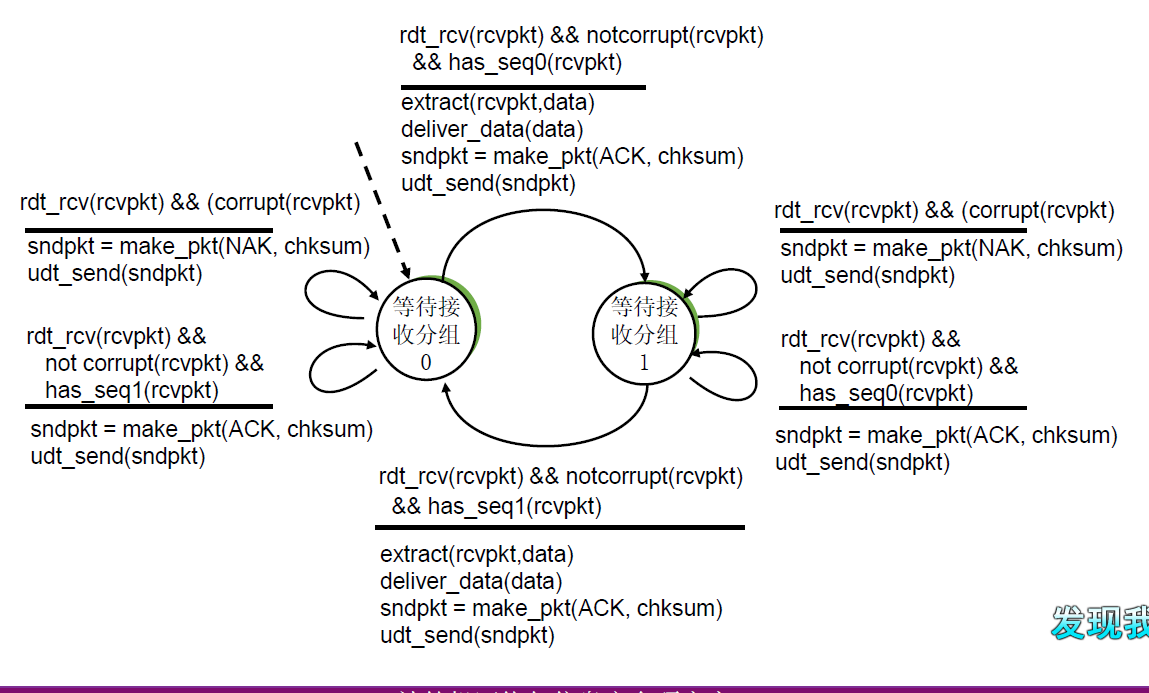 rdt_rcv(rcvpkt) && notcorrupt(rcvpkt)
&& has_seq0(rcvpkt)
extract(rcvpkt,data)
deliver_data(data)
sndpkt = make_pkt(ACK, chksum)
udt_send(sndpkt)
rdt_rcv(rcvpkt) && (corrupt(rcvpkt)
sndpkt = make_pkt(NAK, chksum)
udt_send(sndpkt)
rdt_rcv(rcvpkt) &&
not corrupt(rcvpkt) &&
has_seq1(rcvpkt)
sndpkt = make_pkt(ACK, chksum)
udt_send(sndpkt)
等待接
收分组
0
等待接
收分组
1
rdt_rcv(rcvpkt) && (corrupt(rcvpkt)
sndpkt = make_pkt(NAK, chksum)
udt_send(sndpkt)
rdt_rcv(rcvpkt) &&
not corrupt(rcvpkt) &&
has_seq0(rcvpkt)
sndpkt = make_pkt(ACK, chksum)
udt_send(sndpkt)
rdt_rcv(rcvpkt) && notcorrupt(rcvpkt)
&& has_seq1(rcvpkt)
extract(rcvpkt,data)
deliver_data(data)
sndpkt = make_pkt(ACK, chksum)
udt_send(sndpkt)
发现我